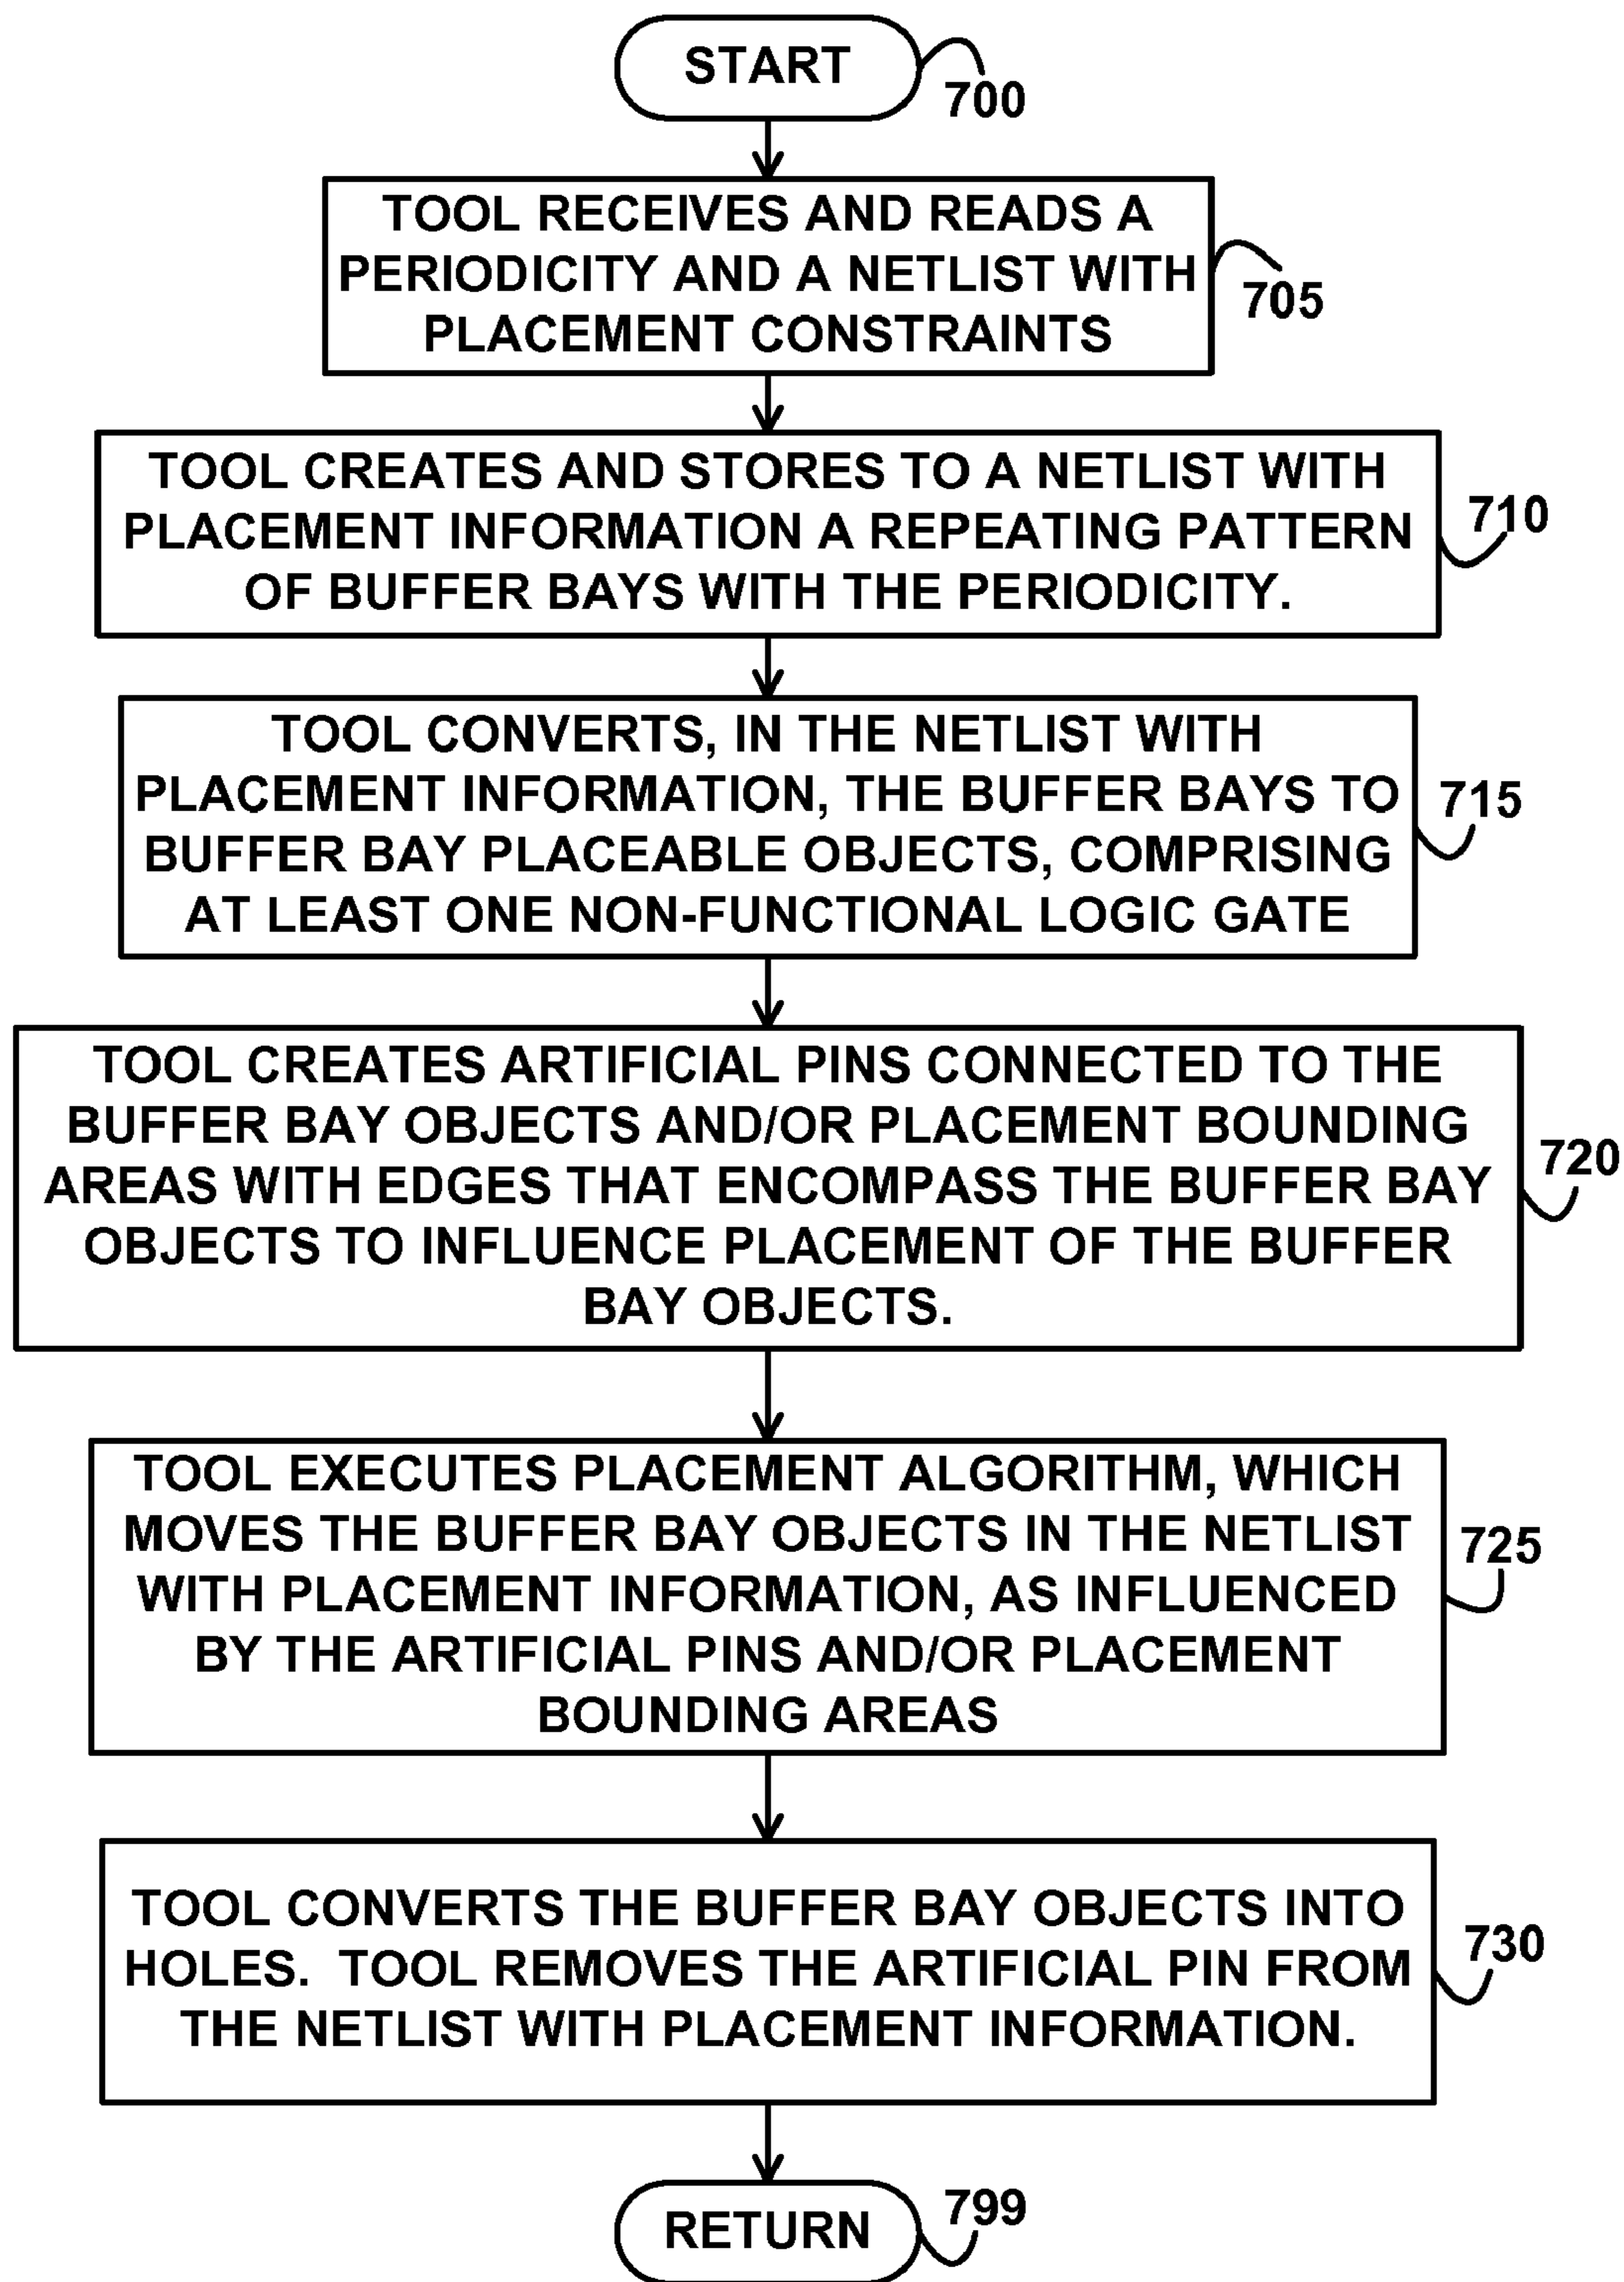 START
700
TOOL RECEIVES AND READS A
PERIODICITY AND A NETLIST WITH
PLACEMENT CONSTRAINTS
705
TOOL CREATES AND STORES TO A NETLIST WITH
PLACEMENT INFORMATION A REPEATING PATTERN
OF BUFFER BAYS WITH THE PERIODICITY.
710
TOOL CONVERTS, IN THE NETLIST WITH
PLACEMENT INFORMATION, THE BUFFER BAYS TO
BUFFER BAY PLACEABLE OBJECTS, COMPRISING
AT LEAST ONE NON-FUNCTIONAL LOGIC GATE
715
TOOL CREATES ARTIFICIAL PINS CONNECTED TO THE
BUFFER BAY OBJECTS AND/OR PLACEMENT BOUNDING
AREAS WITH EDGES THAT ENCOMPASS THE BUFFER BAY
OBJECTS TO INFLUENCE PLACEMENT OF THE BUFFER
BAY OBJECTS.
720
TOOL EXECUTES PLACEMENT ALGORITHM, WHICH
MOVES THE BUFFER BAY OBJECTS IN THE NETLIST
WITH PLACEMENT INFORMATION, AS INFLUENCED
BY THE ARTIFICIAL PINS AND/OR PLACEMENT
BOUNDING AREAS
725
TOOL CONVERTS THE BUFFER BAY OBJECTS INTO
HOLES. TOOL REMOVES THE ARTIFICIAL PIN FROM
THE NETLIST WITH PLACEMENT INFORMATION.
730
RETURN
799